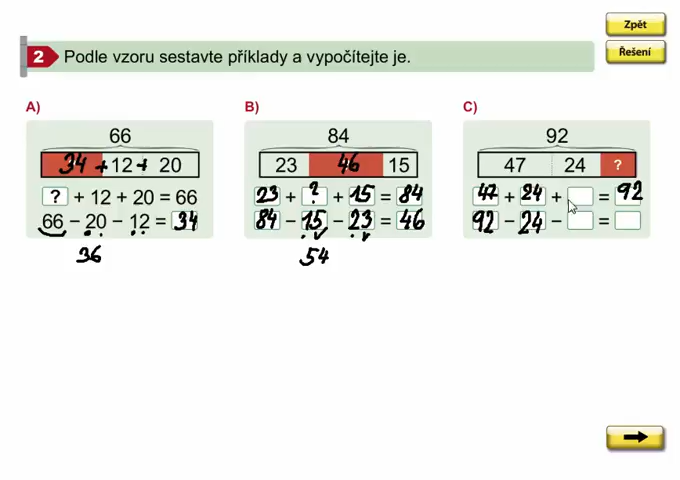 Zpět
2 Podle vzoru sestavte příklady a vypočítejte je.
Řešení
A)
66
34 + 12 + 20
? + 12 + 20 = 66
66 − 20 − 12 = 34
36
B)
84
23 46 15
23 + ? + 15 = 84
84 − 15 − 23 = 46
54
C)
92
47 24 ?
47 + 24 + = 92
92 − 24 − =